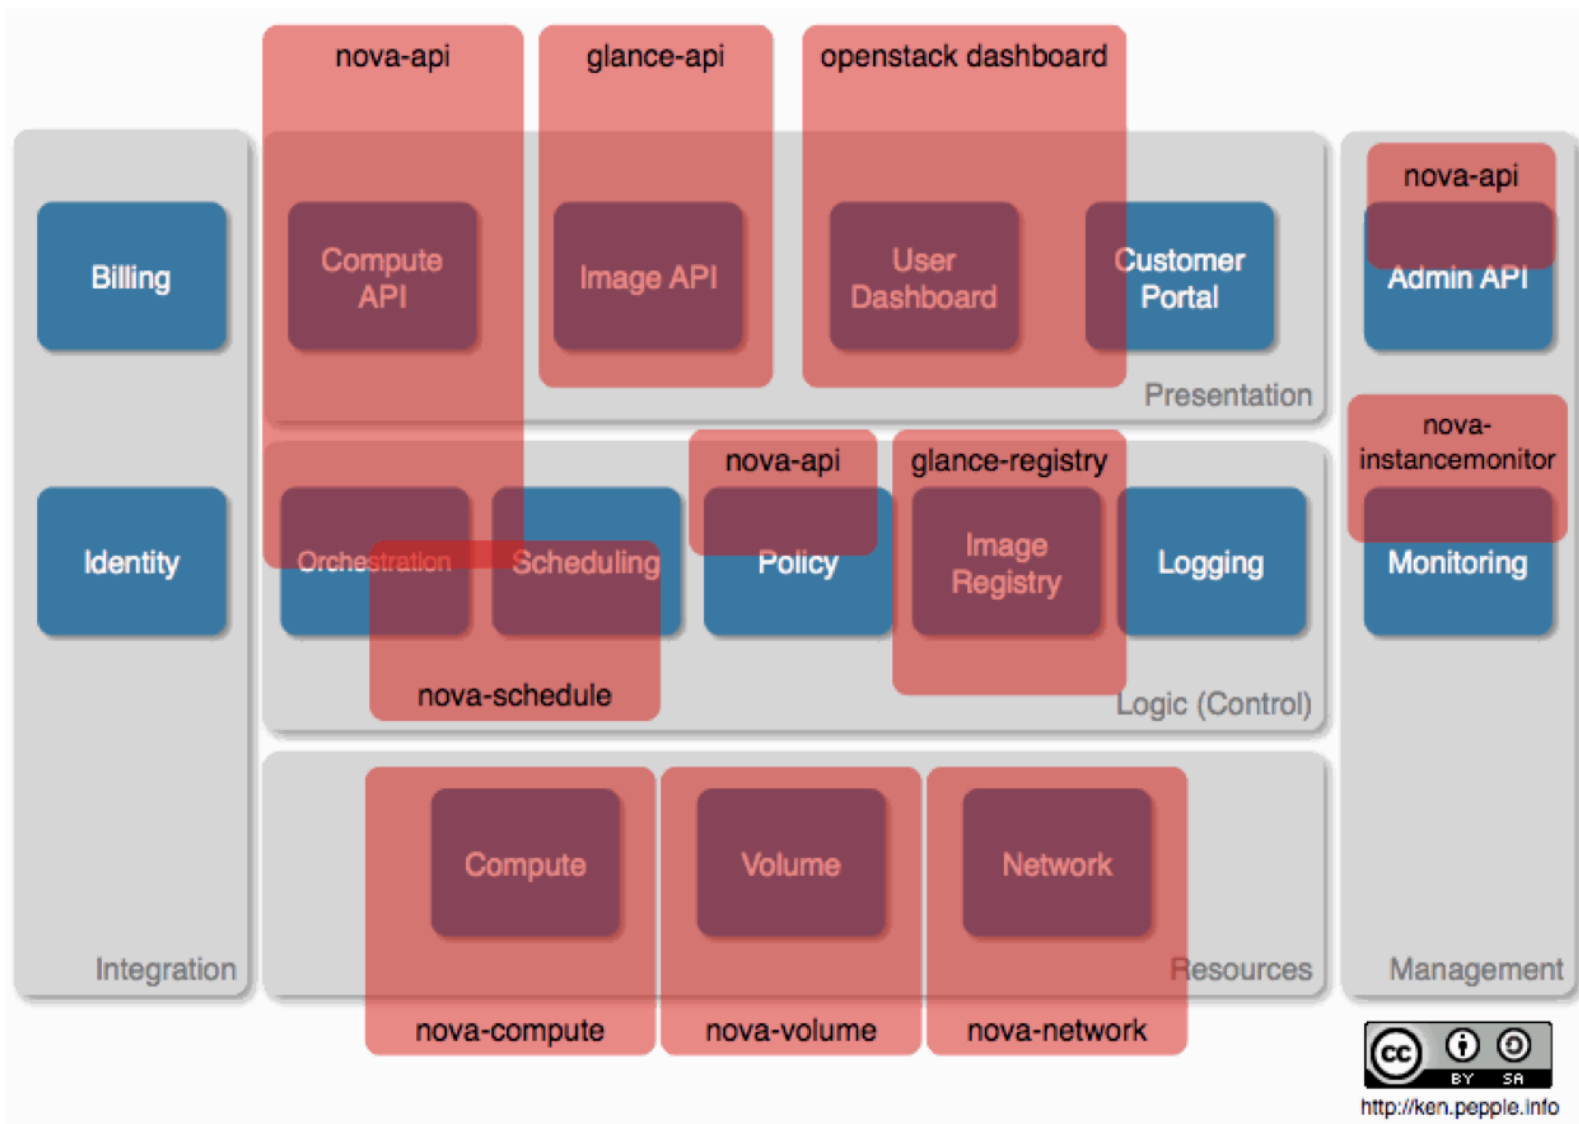 nova-api
glance-api
openstack dashboard
nova-api
Billing
Compute
API
Image API
User
Dashboard
Customer
Portal
Admin API
Presentation
nova-
instancemonitor
nova-api
glance-registry
Identity
Orchestration
Scheduling
Policy
Image
Registry
Logging
Monitoring
nova-schedule
Logic (Control)
Compute
Volume
Network
Integration
Resources
Management
nova-compute
nova-volume
nova-network
cc
BY SA
http://ken.pepple.info